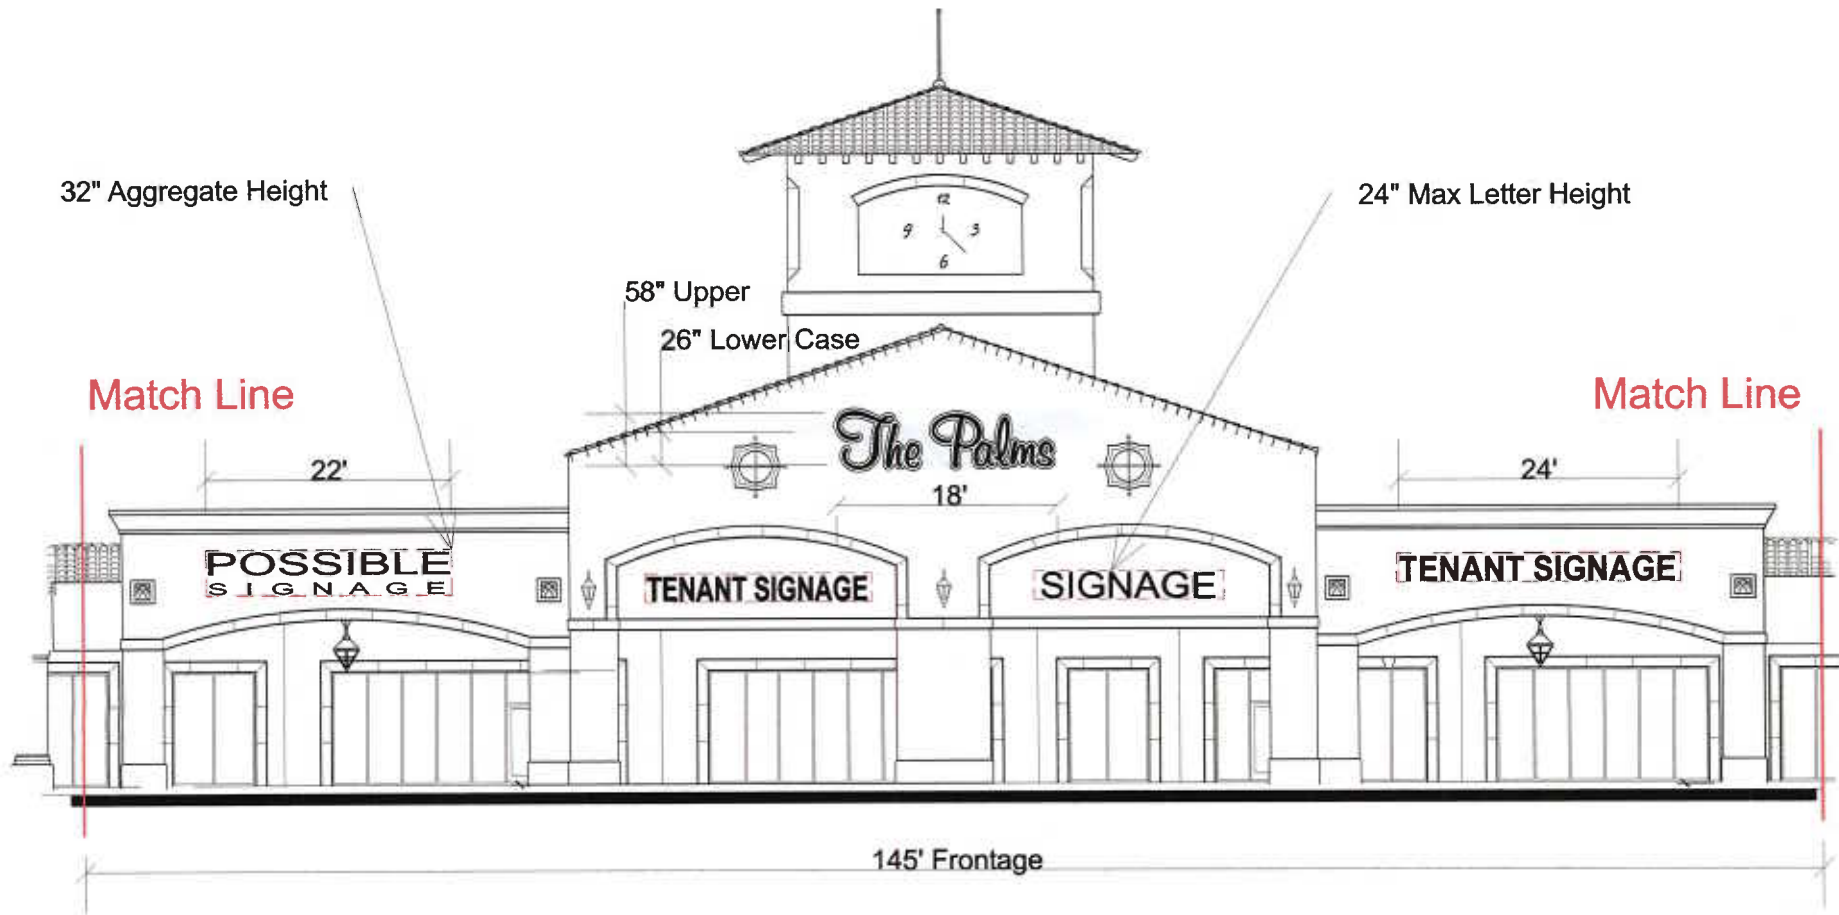 12
9 3
6
32" Aggregate Height
24" Max Letter Height
58" Upper
26" Lower Case
Match Line
Match Line
The Palms
22'
18'
24'
POSSIBLE
SIGNAGE
TENANT SIGNAGE
SIGNAGE
TENANT SIGNAGE
145' Frontage